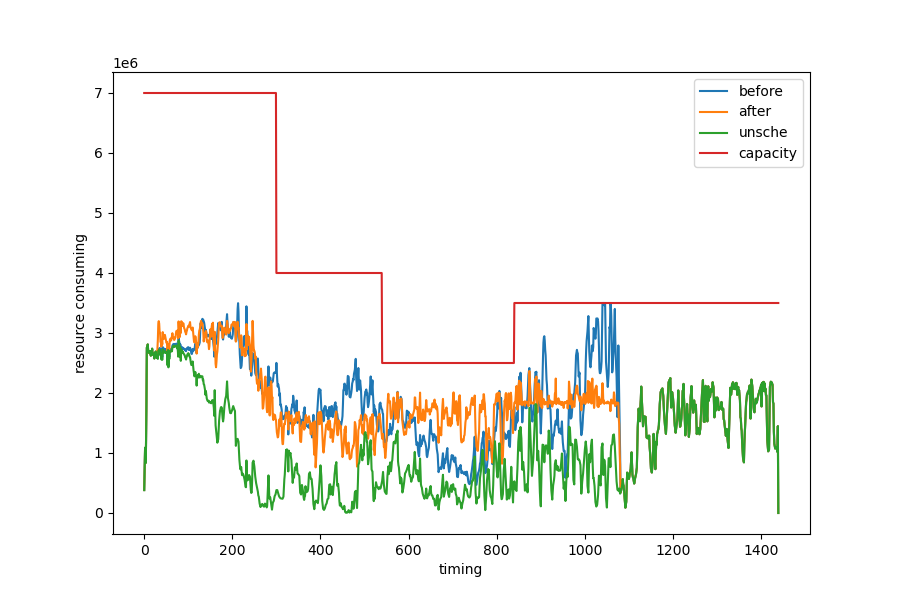 1e6
7
6
5
4
3
2
1
0
resource consuming
before
after
unsche
capacity
0 200 400 600 800 1000 1200 1400
timing